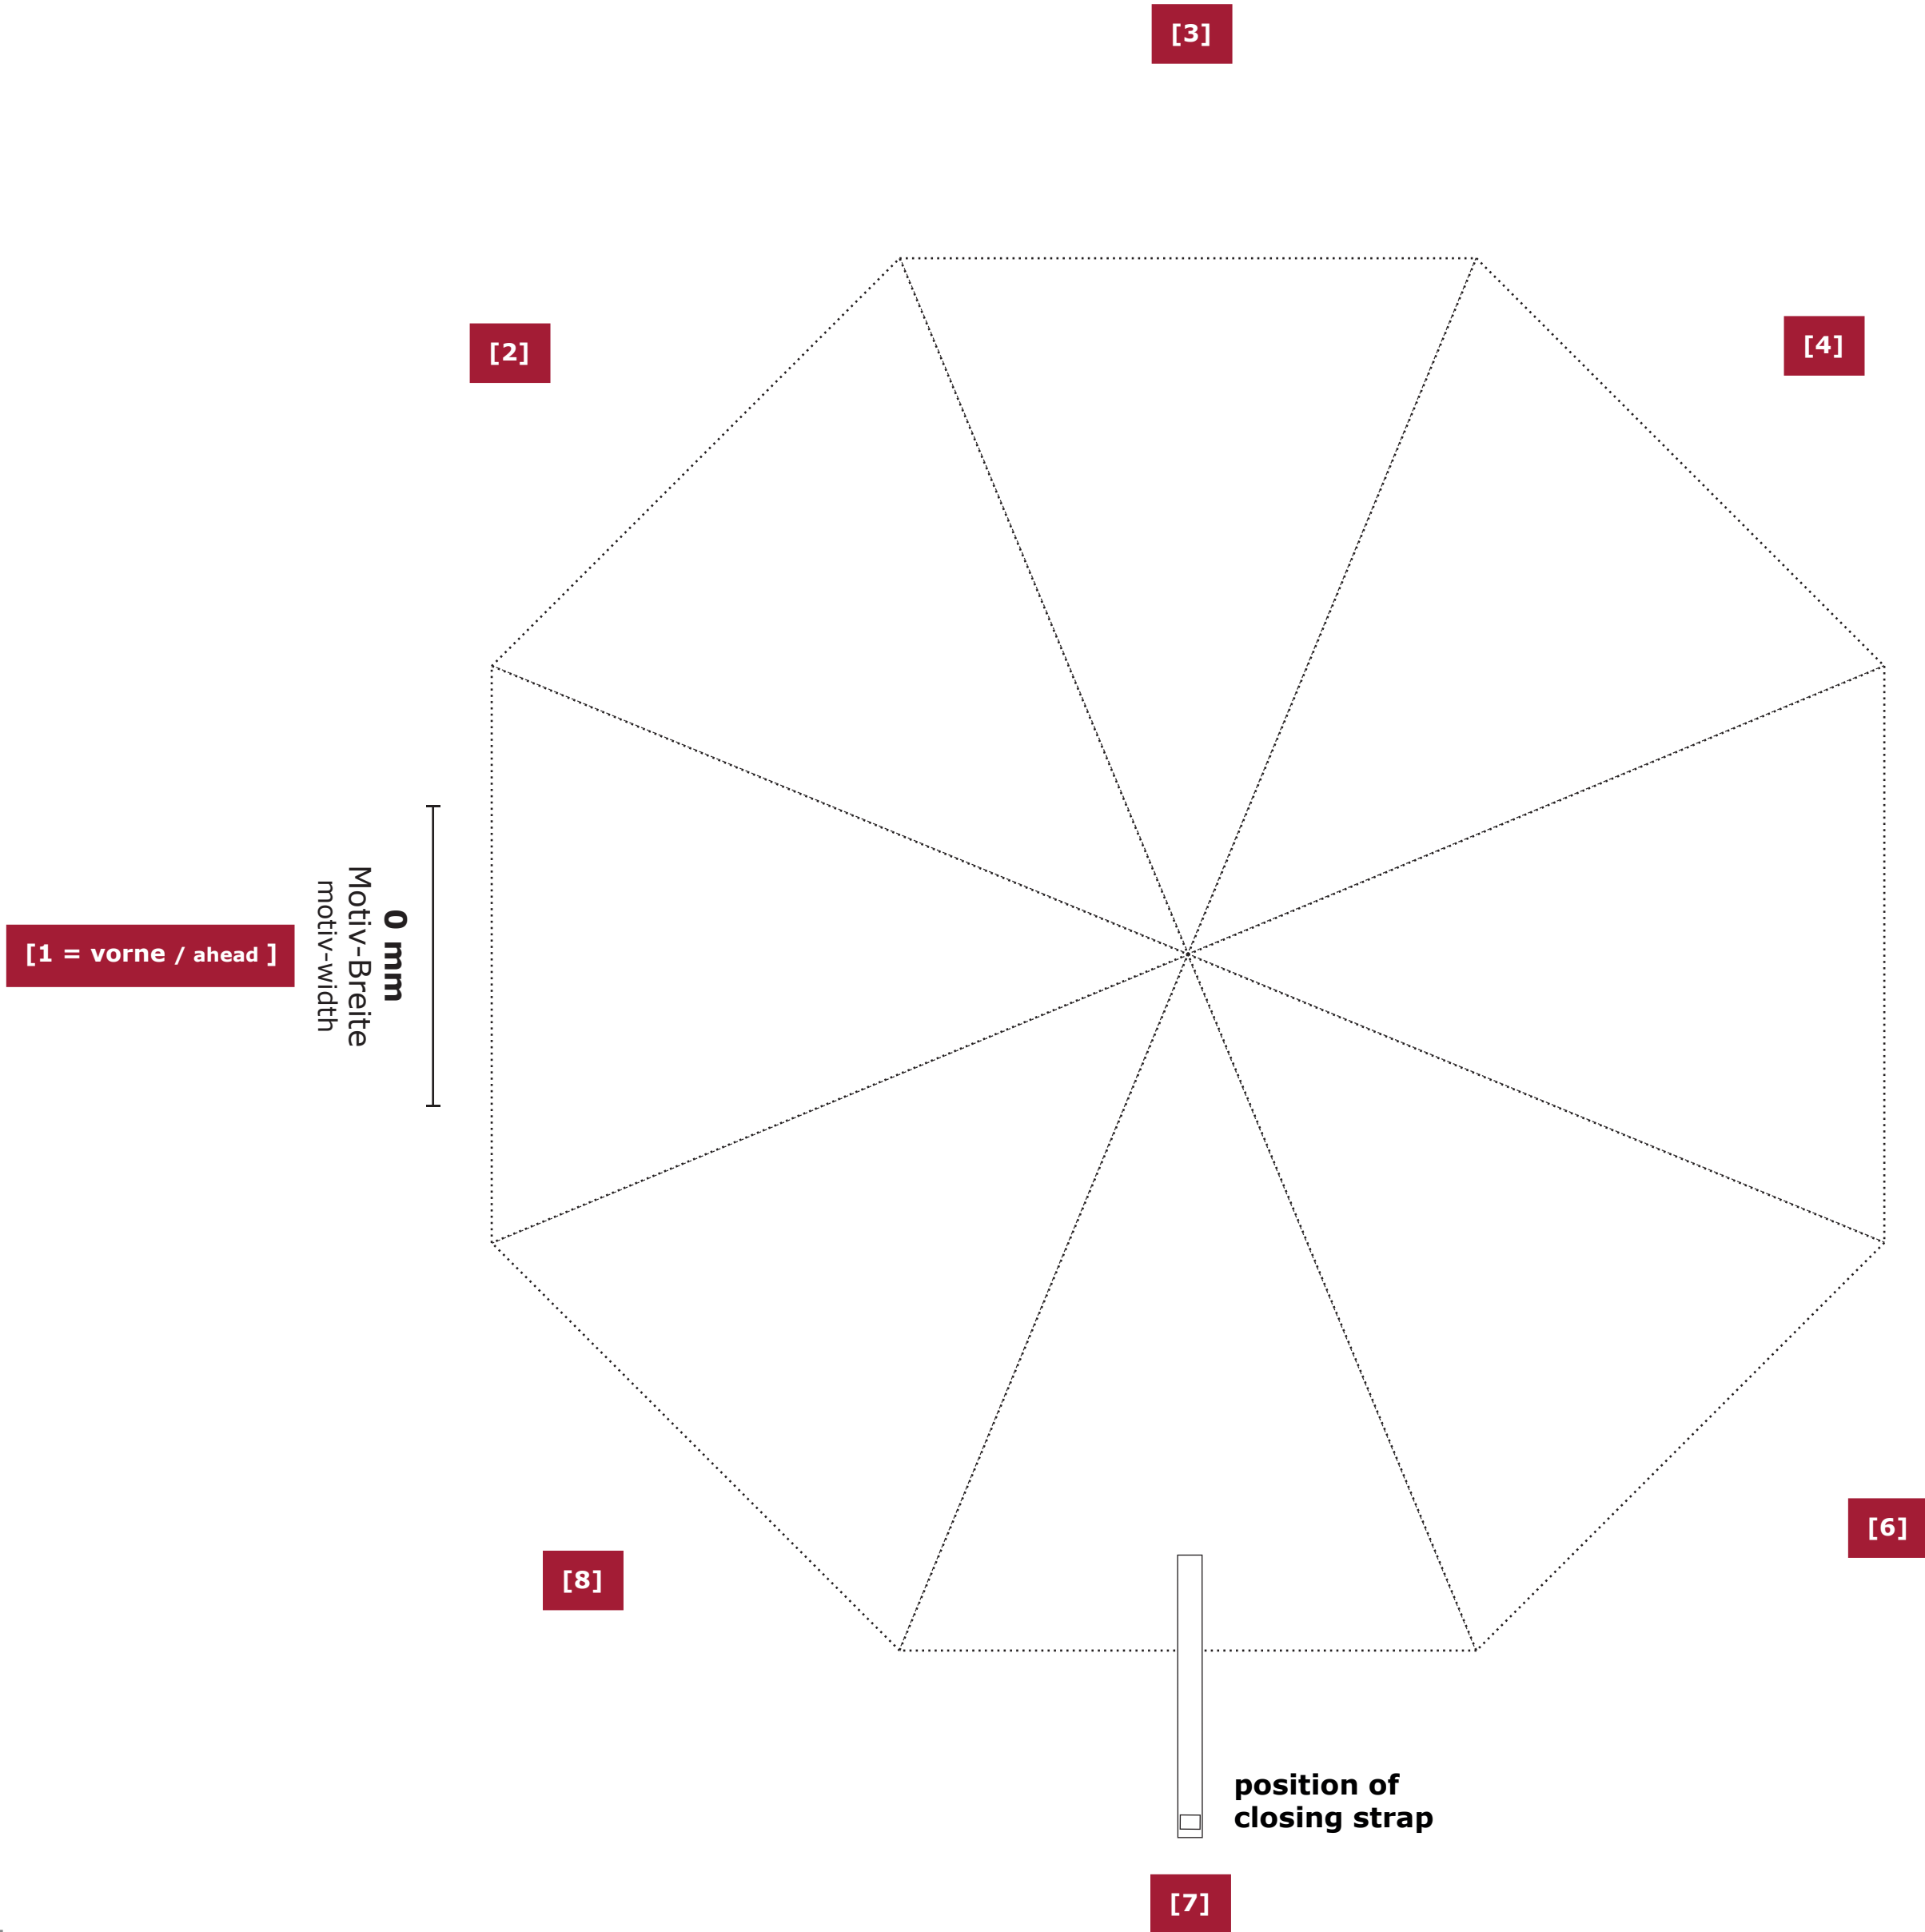 [3]
[2]
[4]
[1 = vorne / ahead ]
0 mm
Motiv-Breite
motiv-width
[6]
[8]
position of
closing strap
[7]